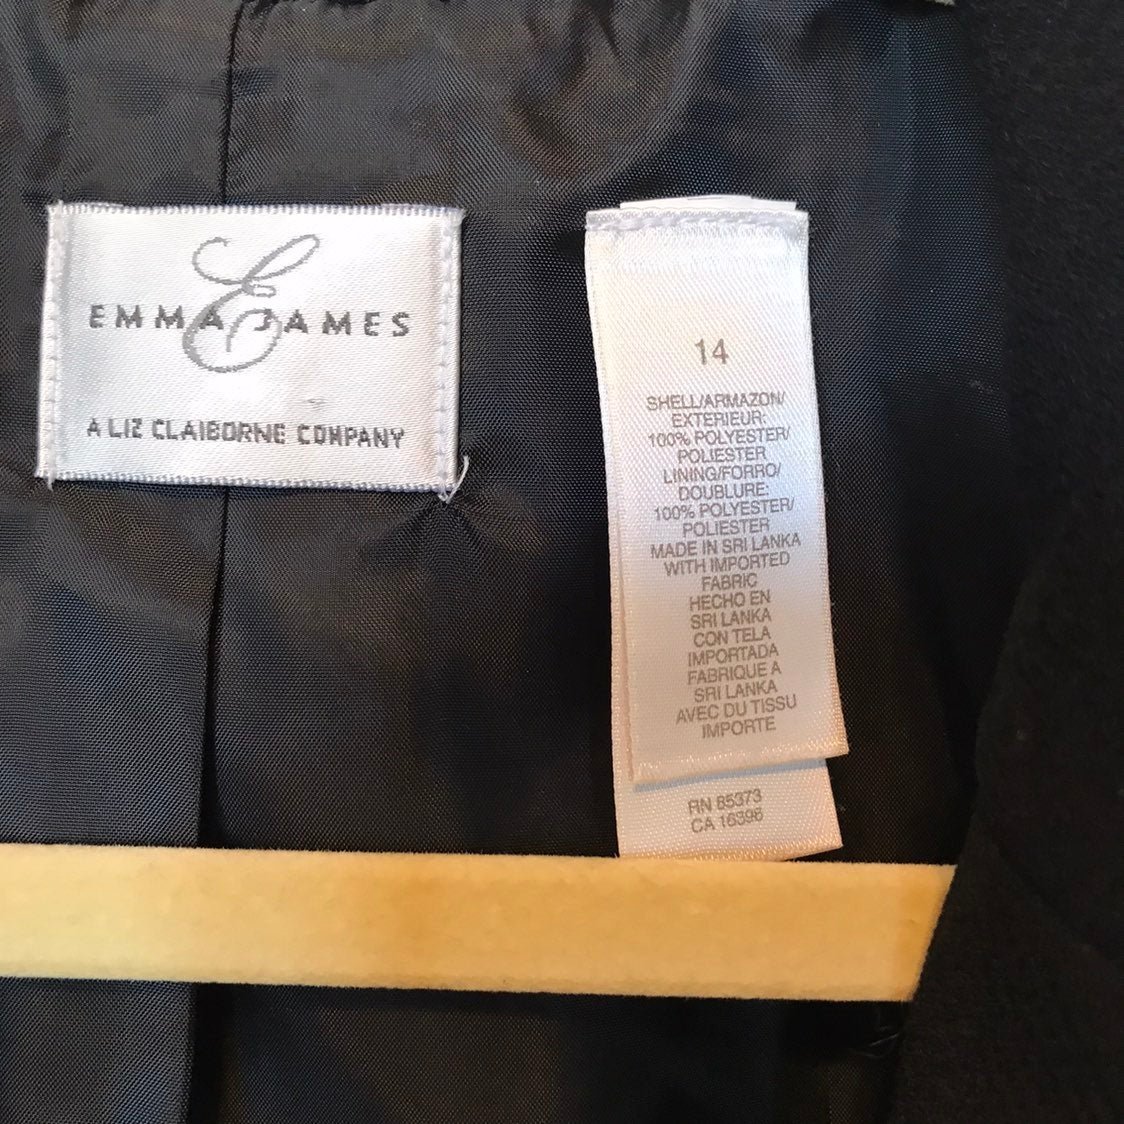 E
EMMA JAMES
A LIZ CLAIBORNE COMPANY
14
SHELL/ARMAZON/
EXTERIEUR:
100% POLYESTER/
POLIESTER
LINING/FORRO/
DOUBLURE:
100% POLYESTER/
POLIESTER
MADE IN SRI LANKA
WITH IMPORTED
FABRIC
HECHO EN
SRI LANKA
CON TELA
IMPORTADA
FABRIQUE A
SRI LANKA
AVEC DU TISSU
IMPORTE
RN 85373
CA 16396